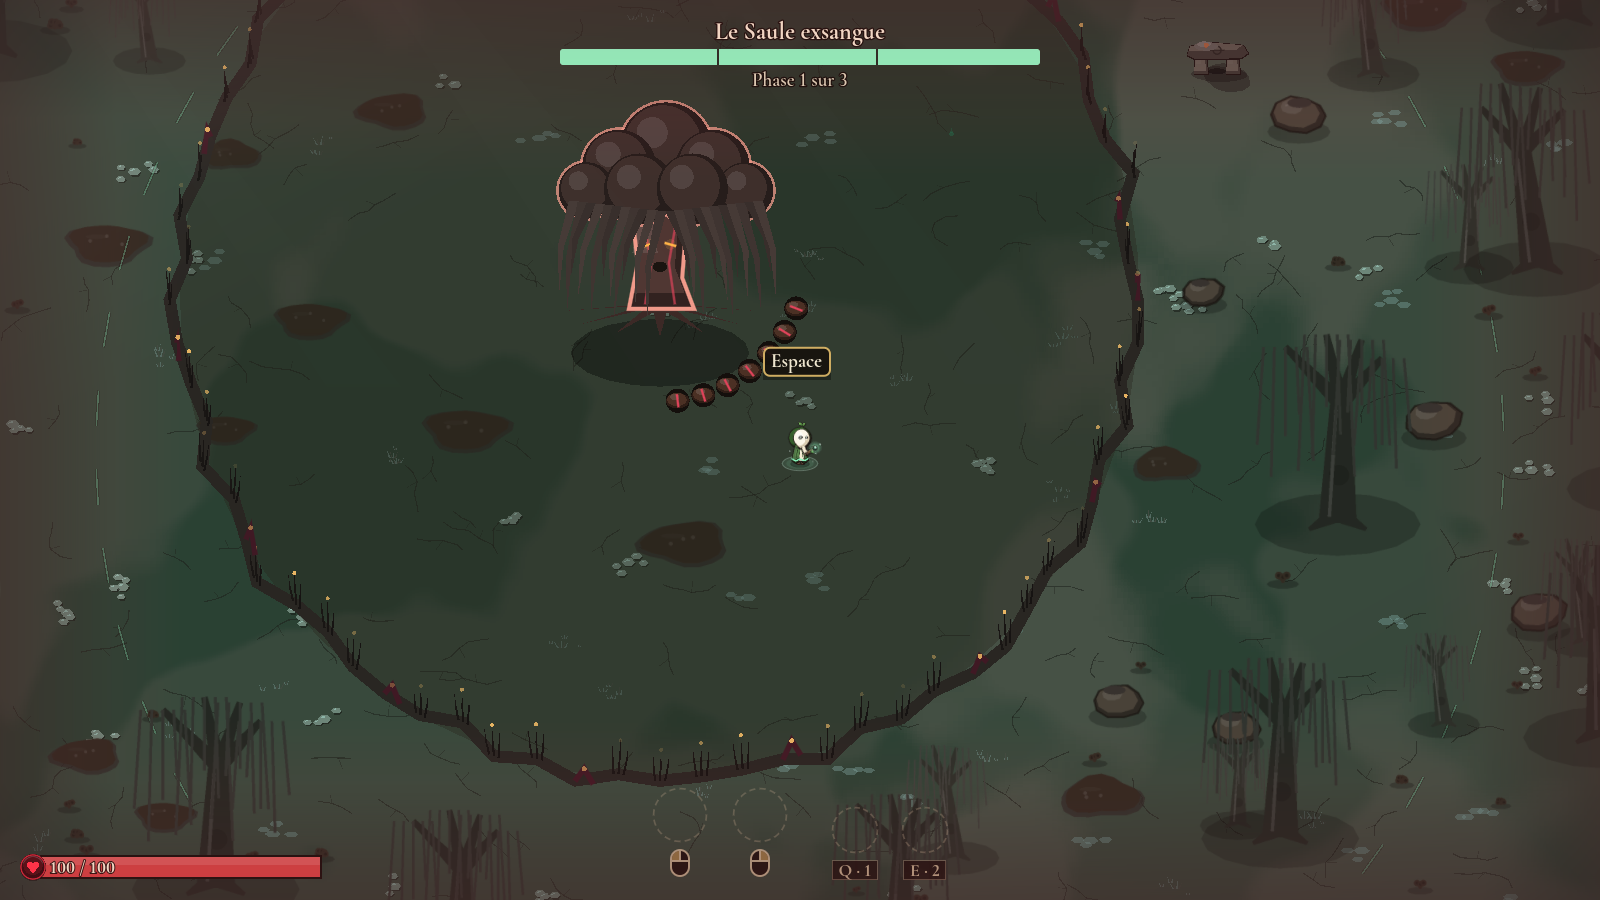 Le Saule exsangue
Phase 1 sur 3
Espace
100 / 100
Q · 1
E · 2